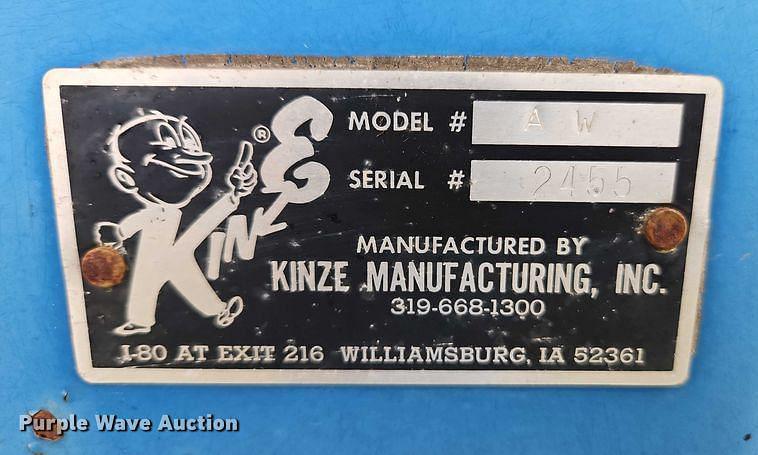 KINZE ®
MODEL # A W
SERIAL # 2455
MANUFACTURED BY
KINZE MANUFACTURING, INC.
319-668-1300
I-80 AT EXIT 216 WILLIAMSBURG, IA 52361
Purple Wave Auction